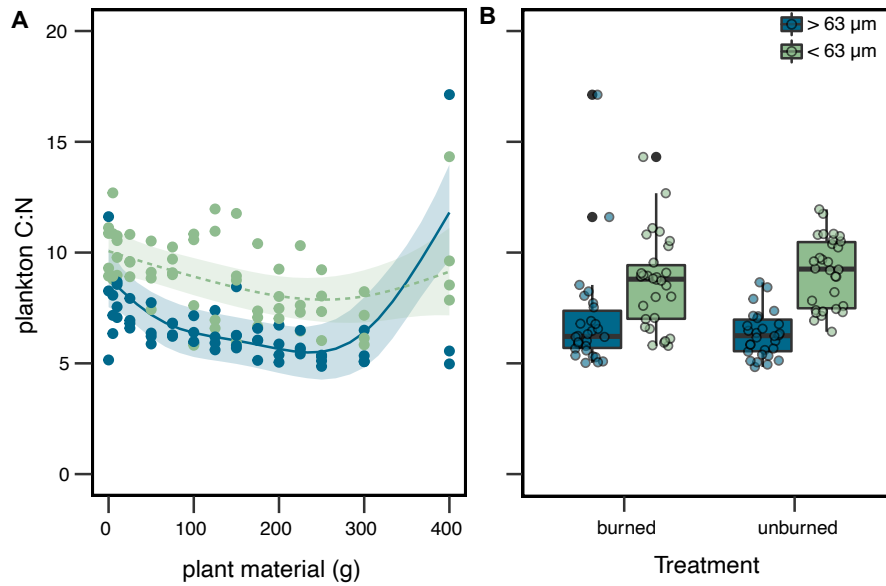 A
B
> 63 µm
< 63 µm
plankton C:N
20
15
10
5
0
0
100
200
300
400
plant material (g)
burned
unburned
Treatment